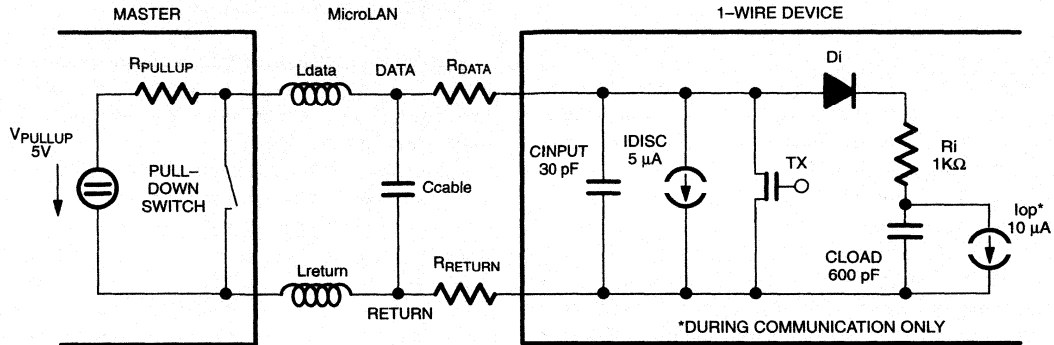 MASTER
MicroLAN
1–WIRE DEVICE
RPULLUP
Ldata
DATA
RDATA
Di
VPULLUP
5V
PULL–
DOWN
SWITCH
Ccable
CINPUT
30 pF
IDISC
5 µA
TX
Ri
1KΩ
Iop*
10 µA
CLOAD
600 pF
Lreturn
RETURN
RRETURN
*DURING COMMUNICATION ONLY